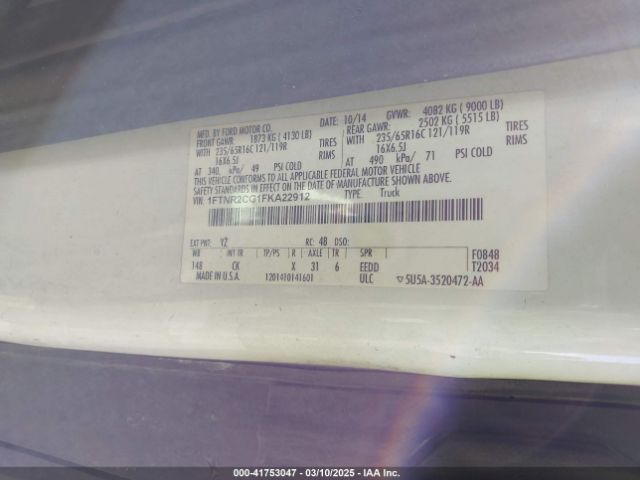 MFD. BY FORD MOTOR CO.
DATE: 10/14
GVWR: 4082 KG ( 9000 LB)
FRONT GAWR: 1873 KG ( 4130 LB)
REAR GAWR: 2502 KG ( 5515 LB)
WITH 235/65R16C 121/119R TIRES
WITH 235/65R16C 121/119R TIRES
16X6.5J RIMS
16X6.5J RIMS
AT 340 kPa/ 49 PSI COLD
AT 490 kPa/ 71 PSI COLD
THIS VEHICLE CONFORMS TO ALL APPLICABLE FEDERAL MOTOR VEHICLE
SAFETY STANDARDS IN EFFECT ON THE DATE OF MANUFACTURE SHOWN ABOVE.
VIN: 1FTNR2CG1FKA22912
TYPE: Truck
EXT PNT: YZ RC: 48 DSO:
WB INT TR TP/PS R AXLE TR SPR F0848
148 CK X 31 6 EEDD T2034
MADE IN U.S.A. 1201410141601 ULC 5U5A-3520472-AA
000-41753047 | 03/10/2025 | IAA Inc.